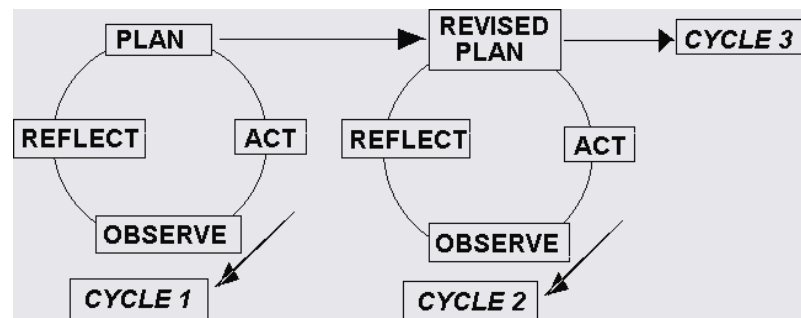 PLAN
REFLECT
ACT
OBSERVE
CYCLE 1
REVISED
PLAN
REFLECT
ACT
OBSERVE
CYCLE 2
CYCLE 3